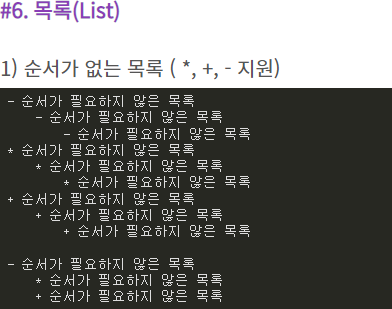 #6. 목록(List)
1) 순서가 없는 목록 ( *, +, - 지원)
- 순서가 필요하지 않은 목록
    - 순서가 필요하지 않은 목록
        - 순서가 필요하지 않은 목록
* 순서가 필요하지 않은 목록
    * 순서가 필요하지 않은 목록
        * 순서가 필요하지 않은 목록
+ 순서가 필요하지 않은 목록
    + 순서가 필요하지 않은 목록
        + 순서가 필요하지 않은 목록
- 순서가 필요하지 않은 목록
    * 순서가 필요하지 않은 목록
    + 순서가 필요하지 않은 목록